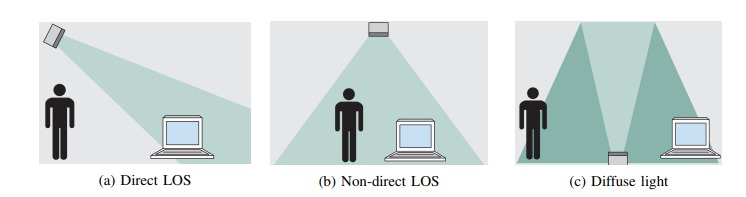 (a) Direct LOS
(b) Non-direct LOS
(c) Diffuse light